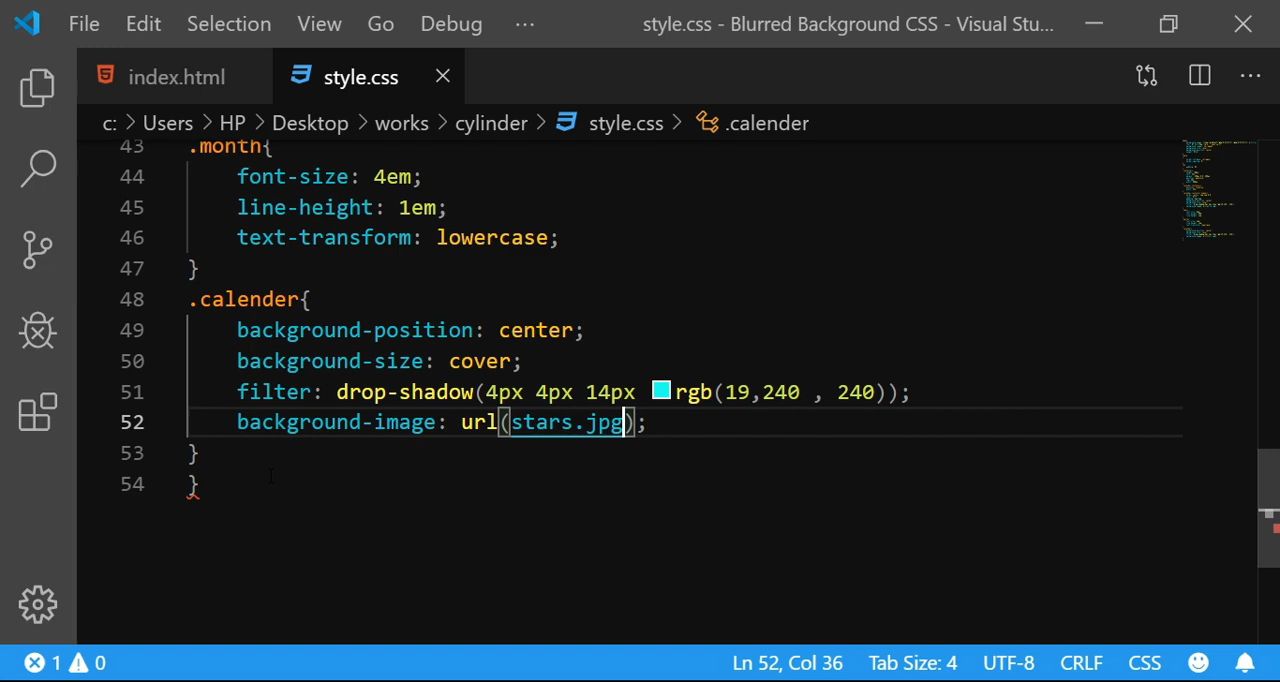 File Edit Selection View Go Debug ··· style.css - Blurred Background CSS - Visual Stu...
index.html style.css
c: > Users > HP > Desktop > works > cylinder > style.css > .calender
43 .month{
44 font-size: 4em;
45 line-height: 1em;
46 text-transform: lowercase;
47 }
48 .calender{
49 background-position: center;
50 background-size: cover;
51 filter: drop-shadow(4px 4px 14px rgb(19,240 , 240));
52 background-image: url(stars.jpg);
53 }
54 }
1 0 Ln 52, Col 36 Tab Size: 4 UTF-8 CRLF CSS